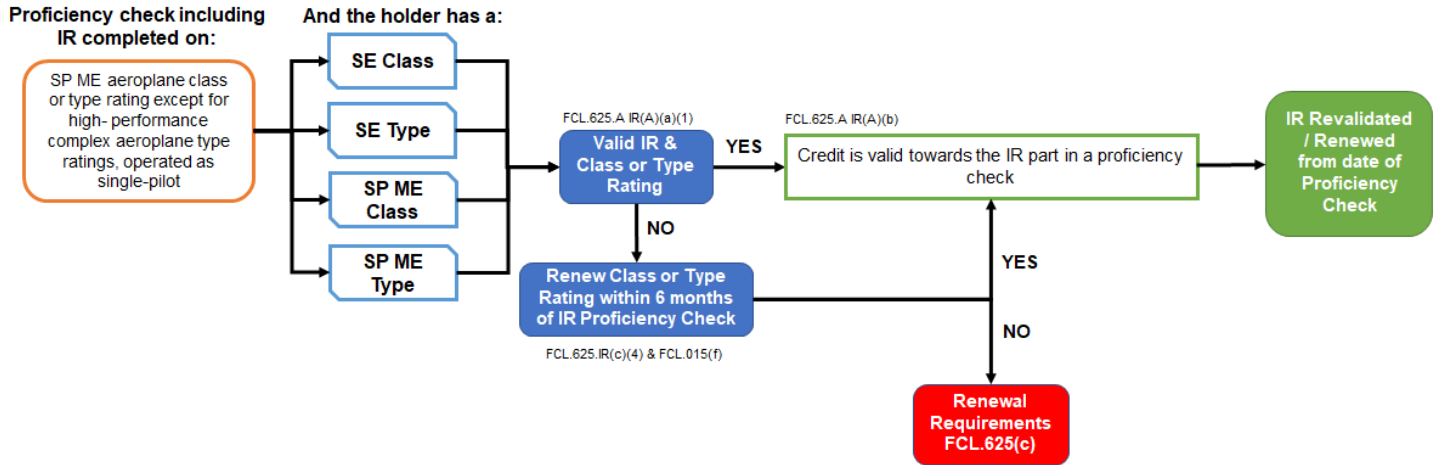 Proficiency check including
IR completed on:
And the holder has a:
SP ME aeroplane class
or type rating except for
high- performance
complex aeroplane type
ratings, operated as
single-pilot
SE Class
SE Type
SP ME
Class
SP ME
Type
FCL.625.A IR(A)(a)(1)
Valid IR &
Class or Type
Rating
YES
NO
Renew Class or Type
Rating within 6 months
of IR Proficiency Check
FCL.625.IR(c)(4) & FCL.015(f)
FCL.625.A IR(A)(b)
Credit is valid towards the IR part in a proficiency
check
YES
NO
Renewal
Requirements
FCL.625(c)
IR Revalidated
/ Renewed
from date of
Proficiency
Check